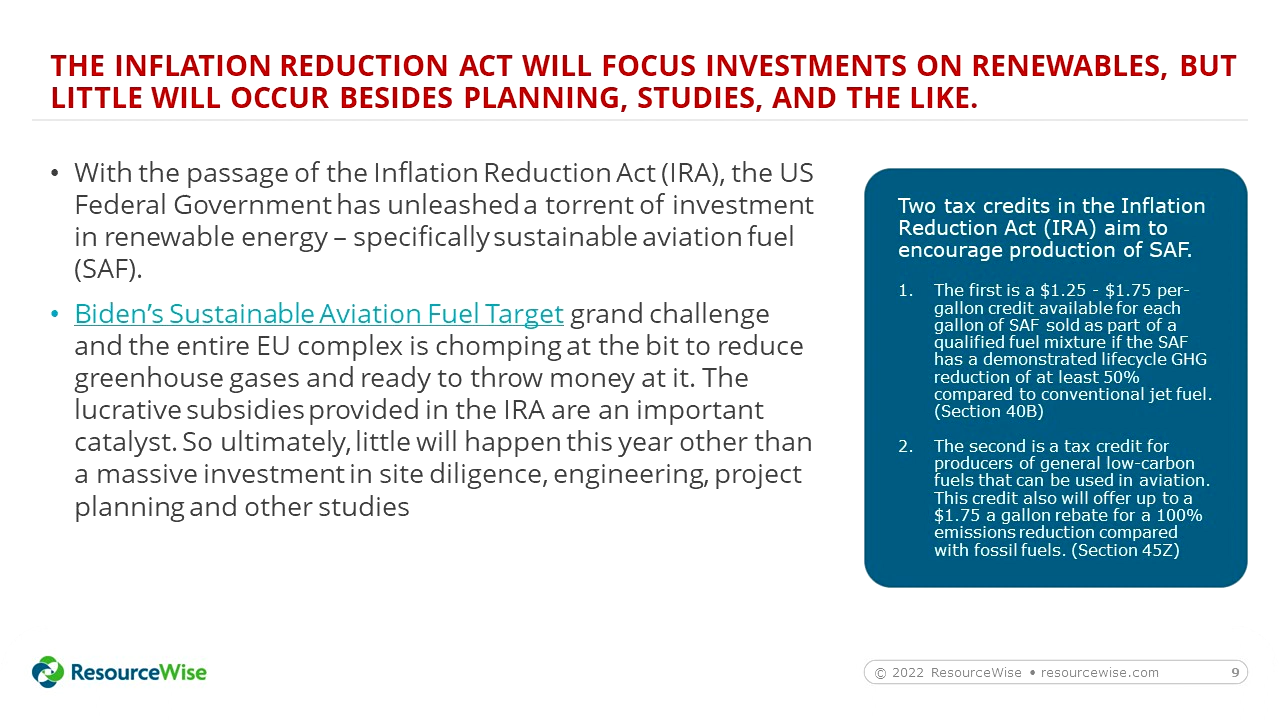 THE INFLATION REDUCTION ACT WILL FOCUS INVESTMENTS ON RENEWABLES, BUT
LITTLE WILL OCCUR BESIDES PLANNING, STUDIES, AND THE LIKE.
• With the passage of the Inflation Reduction Act (IRA), the US
Federal Government has unleashed a torrent of investment
in renewable energy – specifically sustainable aviation fuel
(SAF).
• Biden’s Sustainable Aviation Fuel Target grand challenge
and the entire EU complex is chomping at the bit to reduce
greenhouse gases and ready to throw money at it. The
lucrative subsidies provided in the IRA are an important
catalyst. So ultimately, little will happen this year other than
a massive investment in site diligence, engineering, project
planning and other studies
Two tax credits in the Inflation
Reduction Act (IRA) aim to
encourage production of SAF.
1. The first is a $1.25 - $1.75 per-
gallon credit available for each
gallon of SAF sold as part of a
qualified fuel mixture if the SAF
has a demonstrated lifecycle GHG
reduction of at least 50%
compared to conventional jet fuel.
(Section 40B)
2. The second is a tax credit for
producers of general low-carbon
fuels that can be used in aviation.
This credit also will offer up to a
$1.75 a gallon rebate for a 100%
emissions reduction compared
with fossil fuels. (Section 45Z)
ResourceWise
© 2022 ResourceWise • resourcewise.com 9